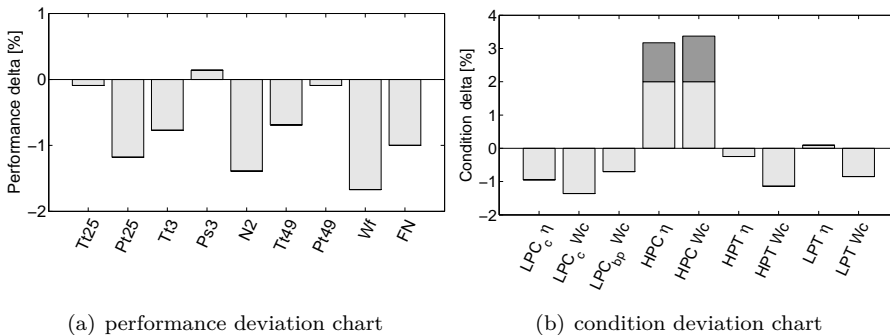 Performance delta [%]
1
0
−1
−2
Tt25
Pt25
Tt3
Ps3
N2
Tt49
Pt49
Wf
FN
(a) performance deviation chart
Condition delta [%]
4
3
2
1
0
−1
−2
LPCc η
LPCc Wc
LPCbp Wc
HPC η
HPC Wc
HPT η
HPT Wc
LPT η
LPT Wc
(b) condition deviation chart